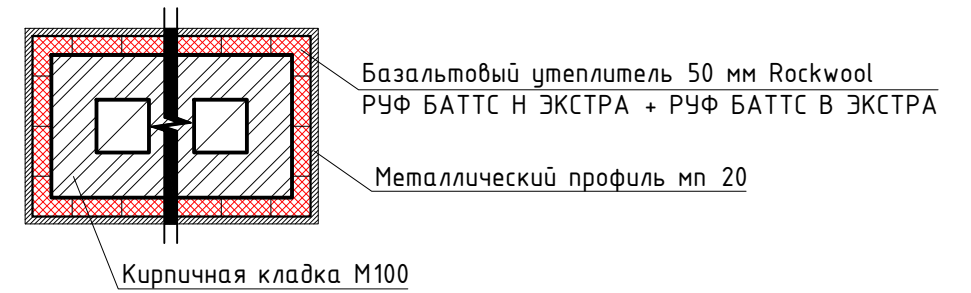 Базальтовый утеплитель 50 мм Rockwool
РУФ БАТТС Н ЭКСТРА + РУФ БАТТС В ЭКСТРА
Металлический профиль мп 20
Кирпичная кладка М100